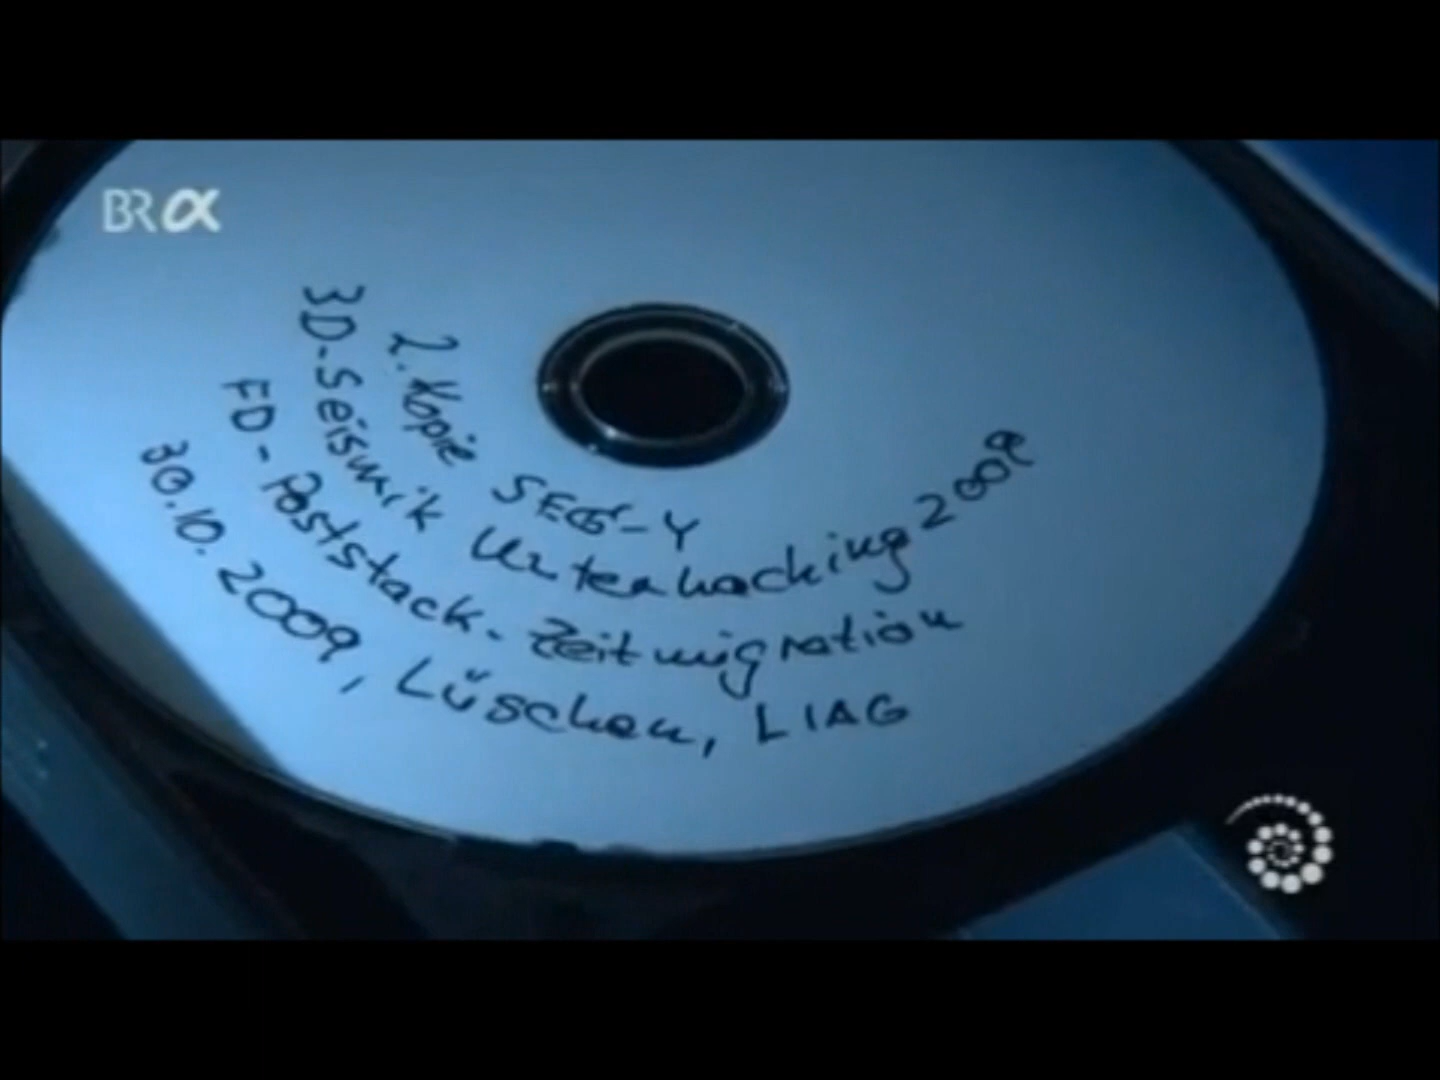 BRα
2. Kopie SEG-Y
3D-Seismik Unterhaching 2009
FD-Poststack-Zeitmigration
30.10.2009, Lüschen, LIAG